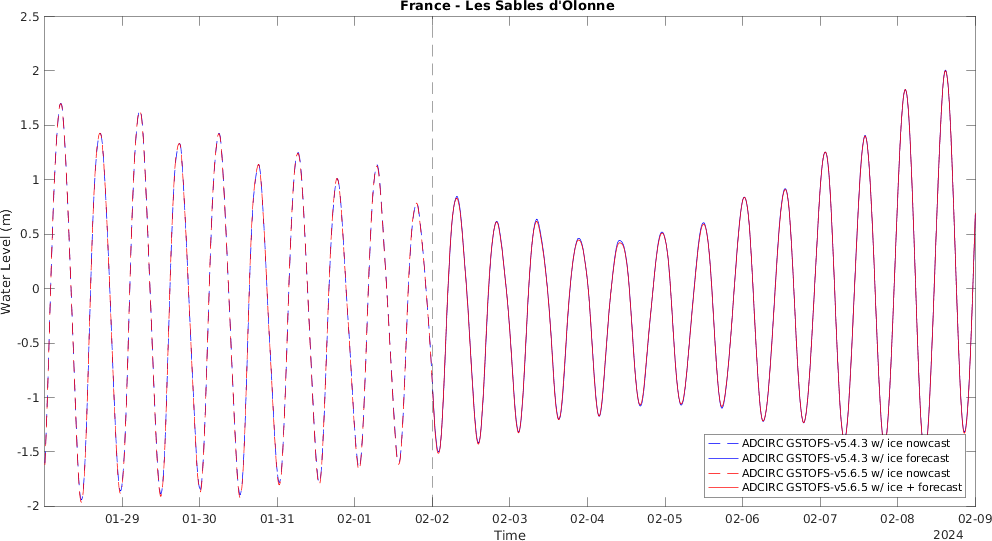 France - Les Sables d'Olonne
2.5
2
1.5
1
0.5
0
-0.5
-1
-1.5
-2
Water Level (m)
ADCIRC GSTOFS-v5.4.3 w/ ice nowcast
ADCIRC GSTOFS-v5.4.3 w/ ice forecast
ADCIRC GSTOFS-v5.6.5 w/ ice nowcast
ADCIRC GSTOFS-v5.6.5 w/ ice + forecast
01-29 01-30 01-31 02-01 02-02 02-03 02-04 02-05 02-06 02-07 02-08 02-09
Time
2024